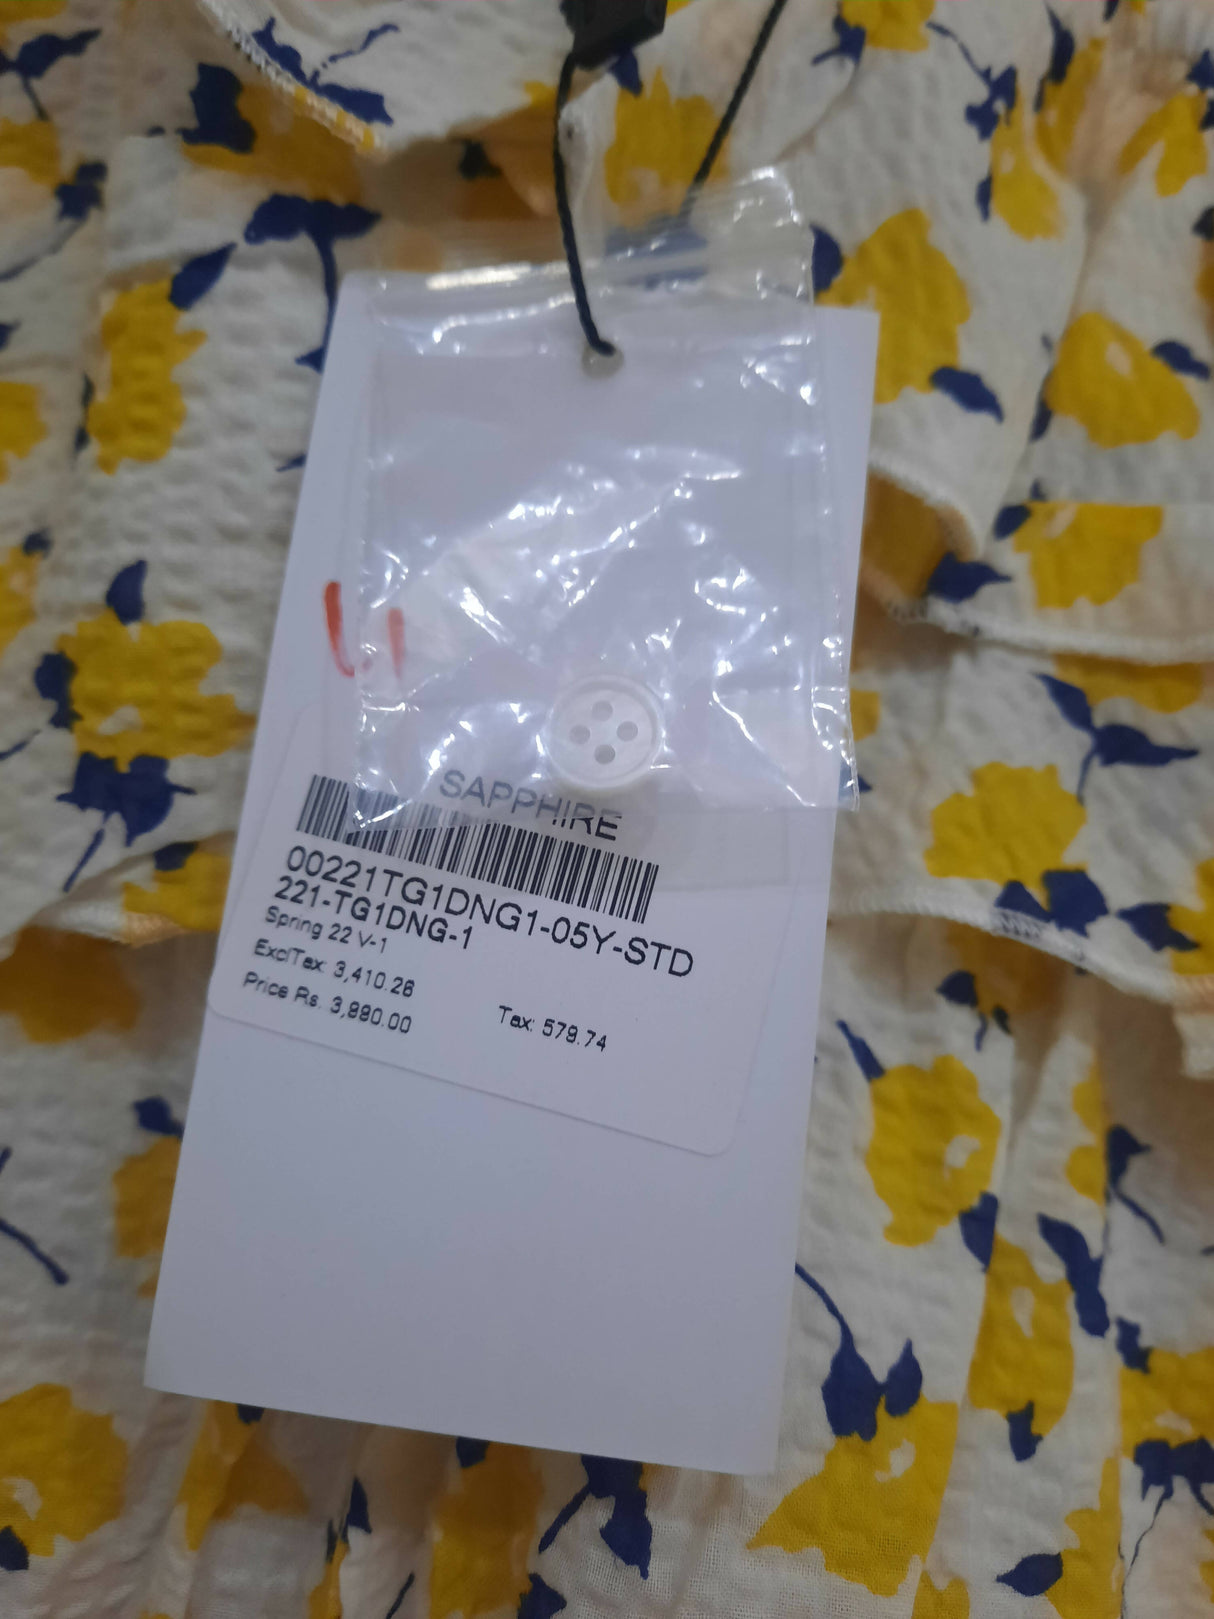 SAPPHIRE
00221TG1DNG1-05Y-STD
221-TG1DNG-1
Spring 22 V-1
ExclTax: 3,410.26
Tax: 579.74
Price Rs. 3,990.00